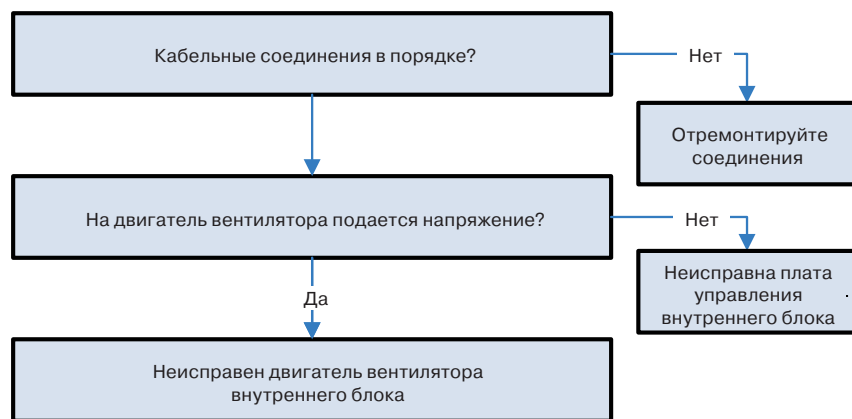 Кабельные соединения в порядке?
Нет
Отремонтируйте
соединения
На двигатель вентилятора подается напряжение?
Нет
Неисправна плата
управления
внутреннего блока
Да
Неисправен двигатель вентилятора
внутреннего блока